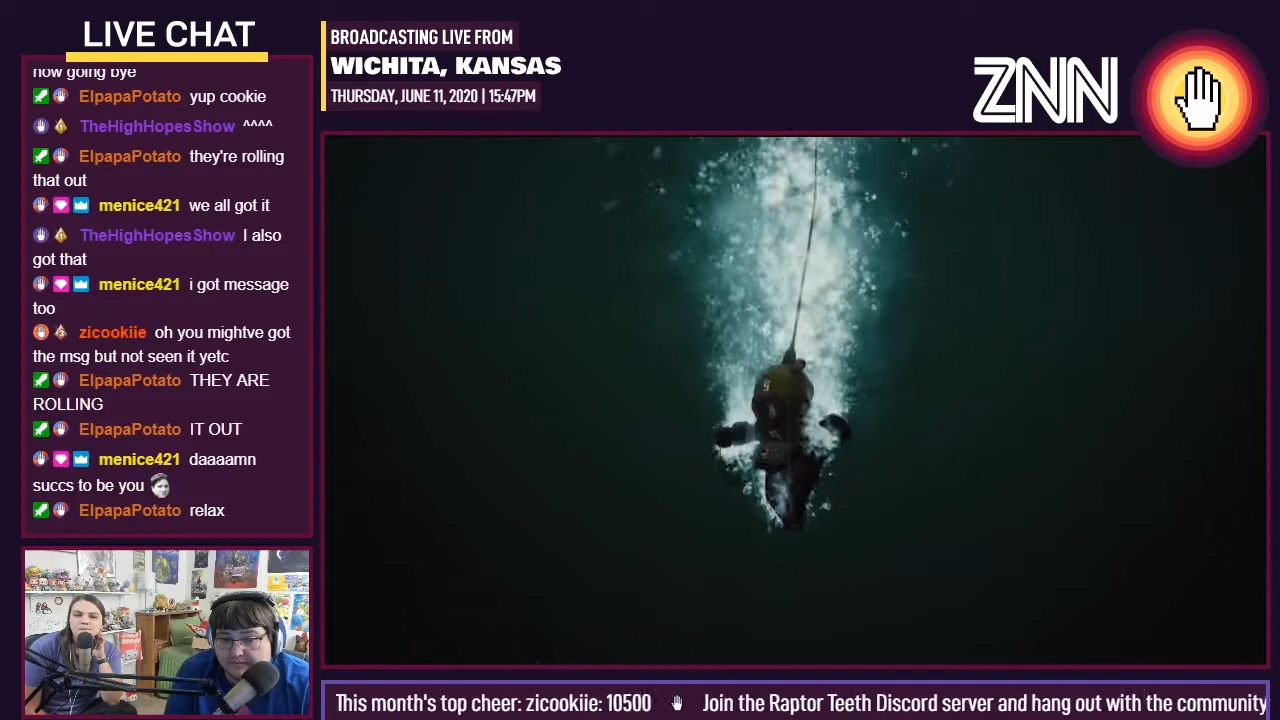 LIVE CHAT
now going bye
ElpapaPotato yup cookie
TheHighHopesShow ^^^^
ElpapaPotato they're rolling
that out
menice421 we all got it
TheHighHopesShow I also
got that
menice421 i got message
too
zicookiie oh you mightve got
the msg but not seen it yetc
ElpapaPotato THEY ARE
ROLLING
ElpapaPotato IT OUT
menice421 daaaamn
succs to be you
ElpapaPotato relax
BROADCASTING LIVE FROM
WICHITA, KANSAS
THURSDAY, JUNE 11, 2020 | 15:47PM
ZNN
This month's top cheer: zicookiie: 10500 Join the Raptor Teeth Discord server and hang out with the community